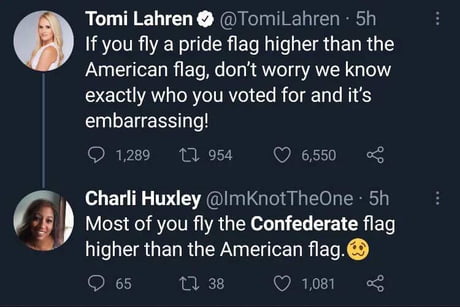 Tomi Lahren @TomiLahren · 5h
If you fly a pride flag higher than the
American flag, don't worry we know
exactly who you voted for and it's
embarrassing!
1,289 954 6,550
Charli Huxley @ImKnotTheOne · 5h
Most of you fly the Confederate flag
higher than the American flag.🥴
65 38 1,081